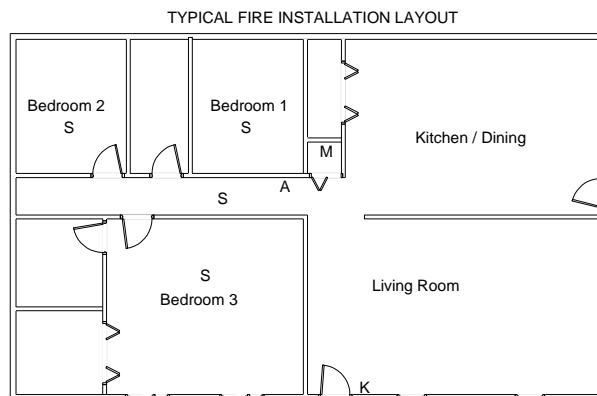 TYPICAL FIRE INSTALLATION LAYOUT
Bedroom 2
S
Bedroom 1
S
M
Kitchen / Dining
A
S
S
Bedroom 3
Living Room
K